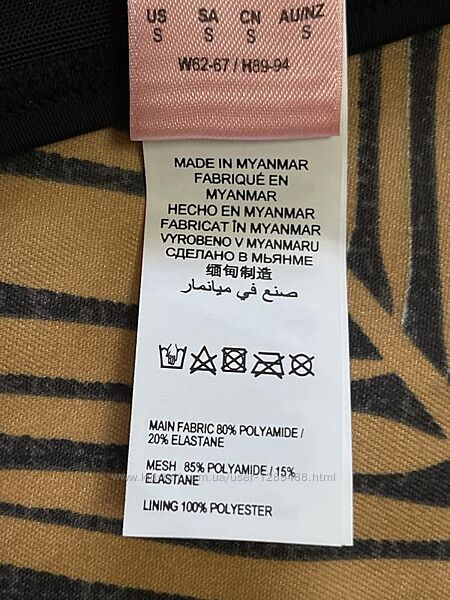 US SA CN AU/NZ
S S S S
W62-67 / H89-94
MADE IN MYANMAR
FABRIQUÉ EN
MYANMAR
HECHO EN MYANMAR
FABRICAT ÎN MYANMAR
VYROBENO V MYANMARU
СДЕЛАНО В МЬЯНМЕ
缅甸制造
صنع في ميانمار
MAIN FABRIC 80% POLYAMIDE /
20% ELASTANE
MESH 85% POLYAMIDE / 15%
ELASTANE
LINING 100% POLYESTER